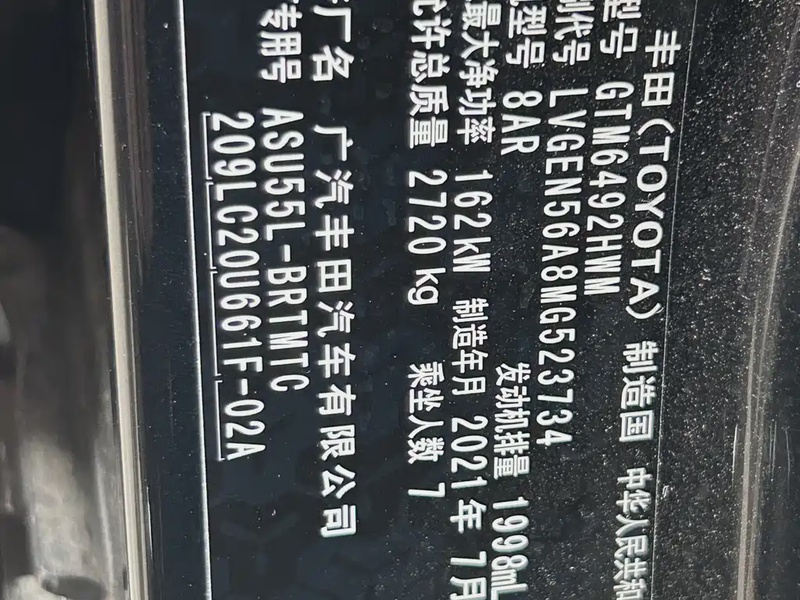 丰田(TOYOTA) 制造国 中华人民共和
型号 GTM6492HWM
别代号 LVGEN56A8MG523734
型号 8AR 发动机排量 1998mL
最大净功率 162kW 制造年月 2021年 7月
允许总质量 2720kg 乘坐人数 7
厂名 广汽丰田汽车有限公司
专用号 ASU55L-BRTMTC
209LC20U661F-02A